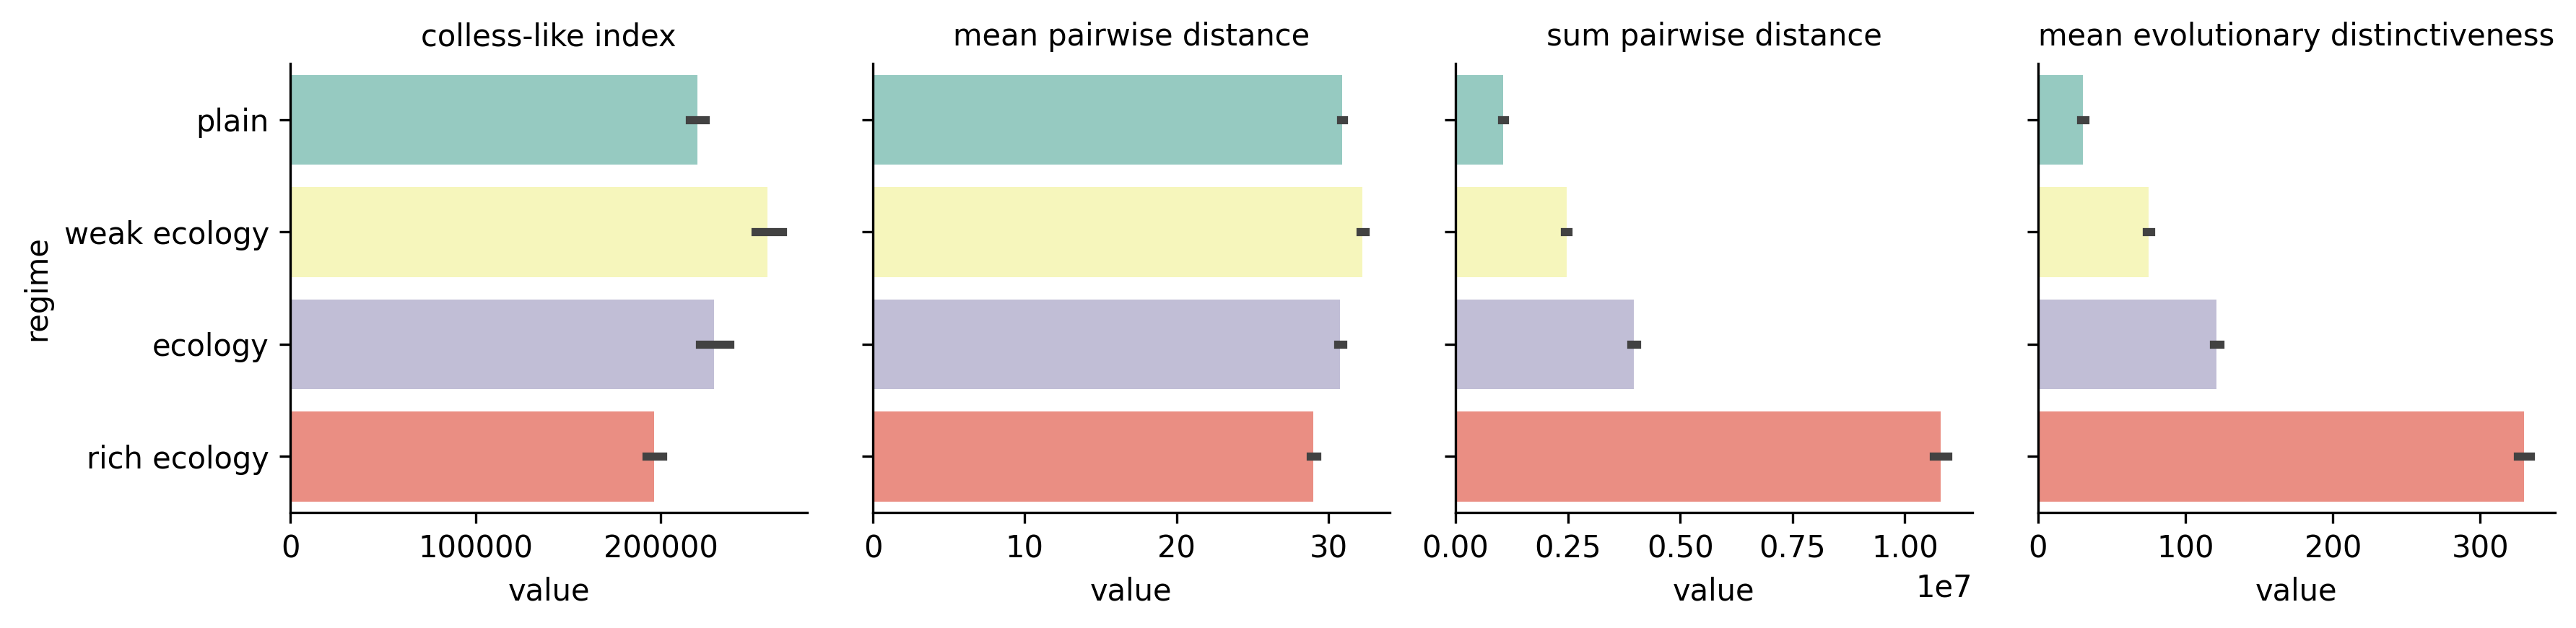 colless-like index
mean pairwise distance
sum pairwise distance
mean evolutionary distinctiveness
regime
plain
weak ecology
ecology
rich ecology
0 100000 200000
0 10 20 30
0.00 0.25 0.50 0.75 1.00
0 100 200 300
1e7
value
value
value
value